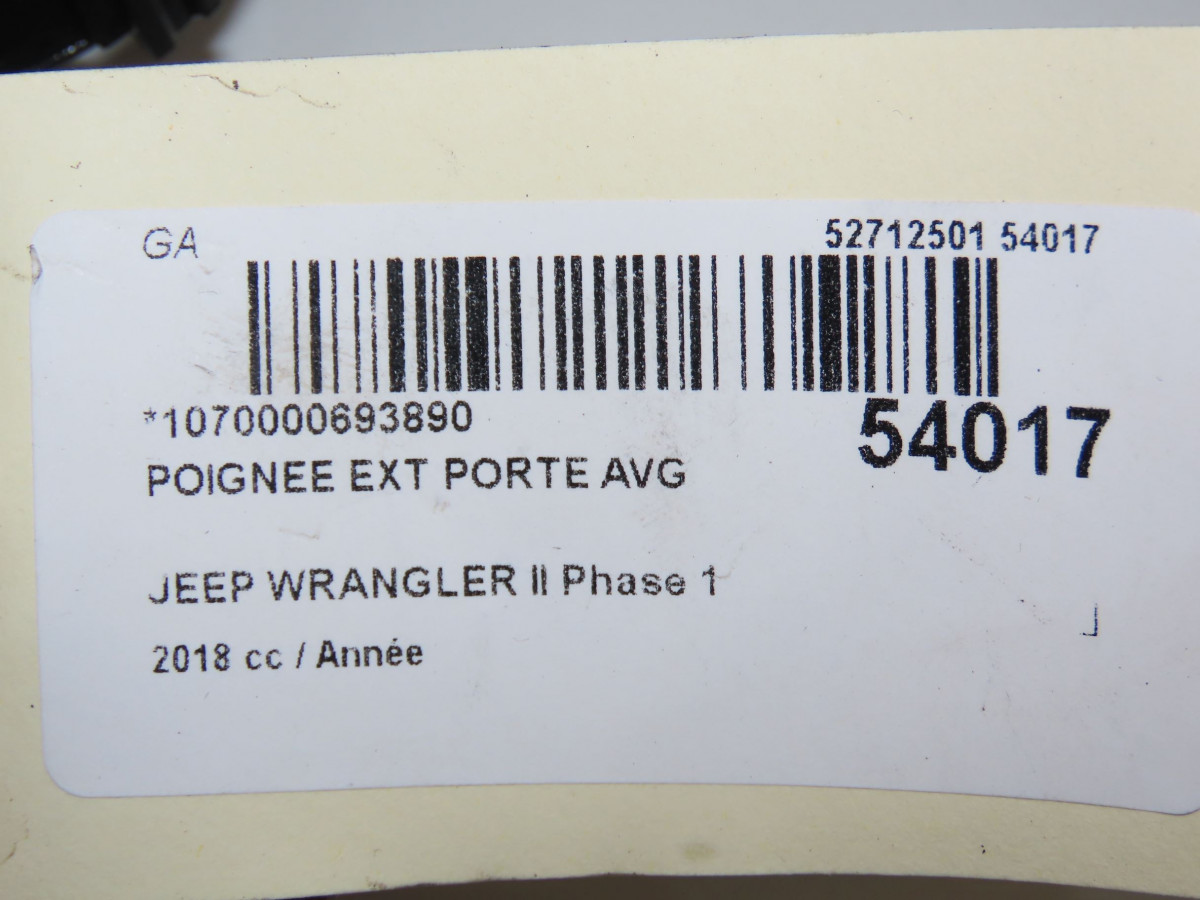 GA 52712501 54017
*1070000693890 54017
POIGNEE EXT PORTE AVG
JEEP WRANGLER II Phase 1
2018 cc / Année